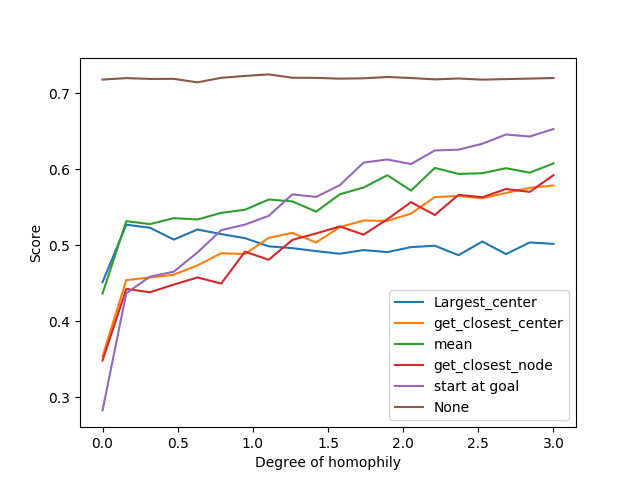 0.7
0.6
0.5
0.4
0.3
Score
0.0 0.5 1.0 1.5 2.0 2.5 3.0
Degree of homophily
Largest_center
get_closest_center
mean
get_closest_node
start at goal
None